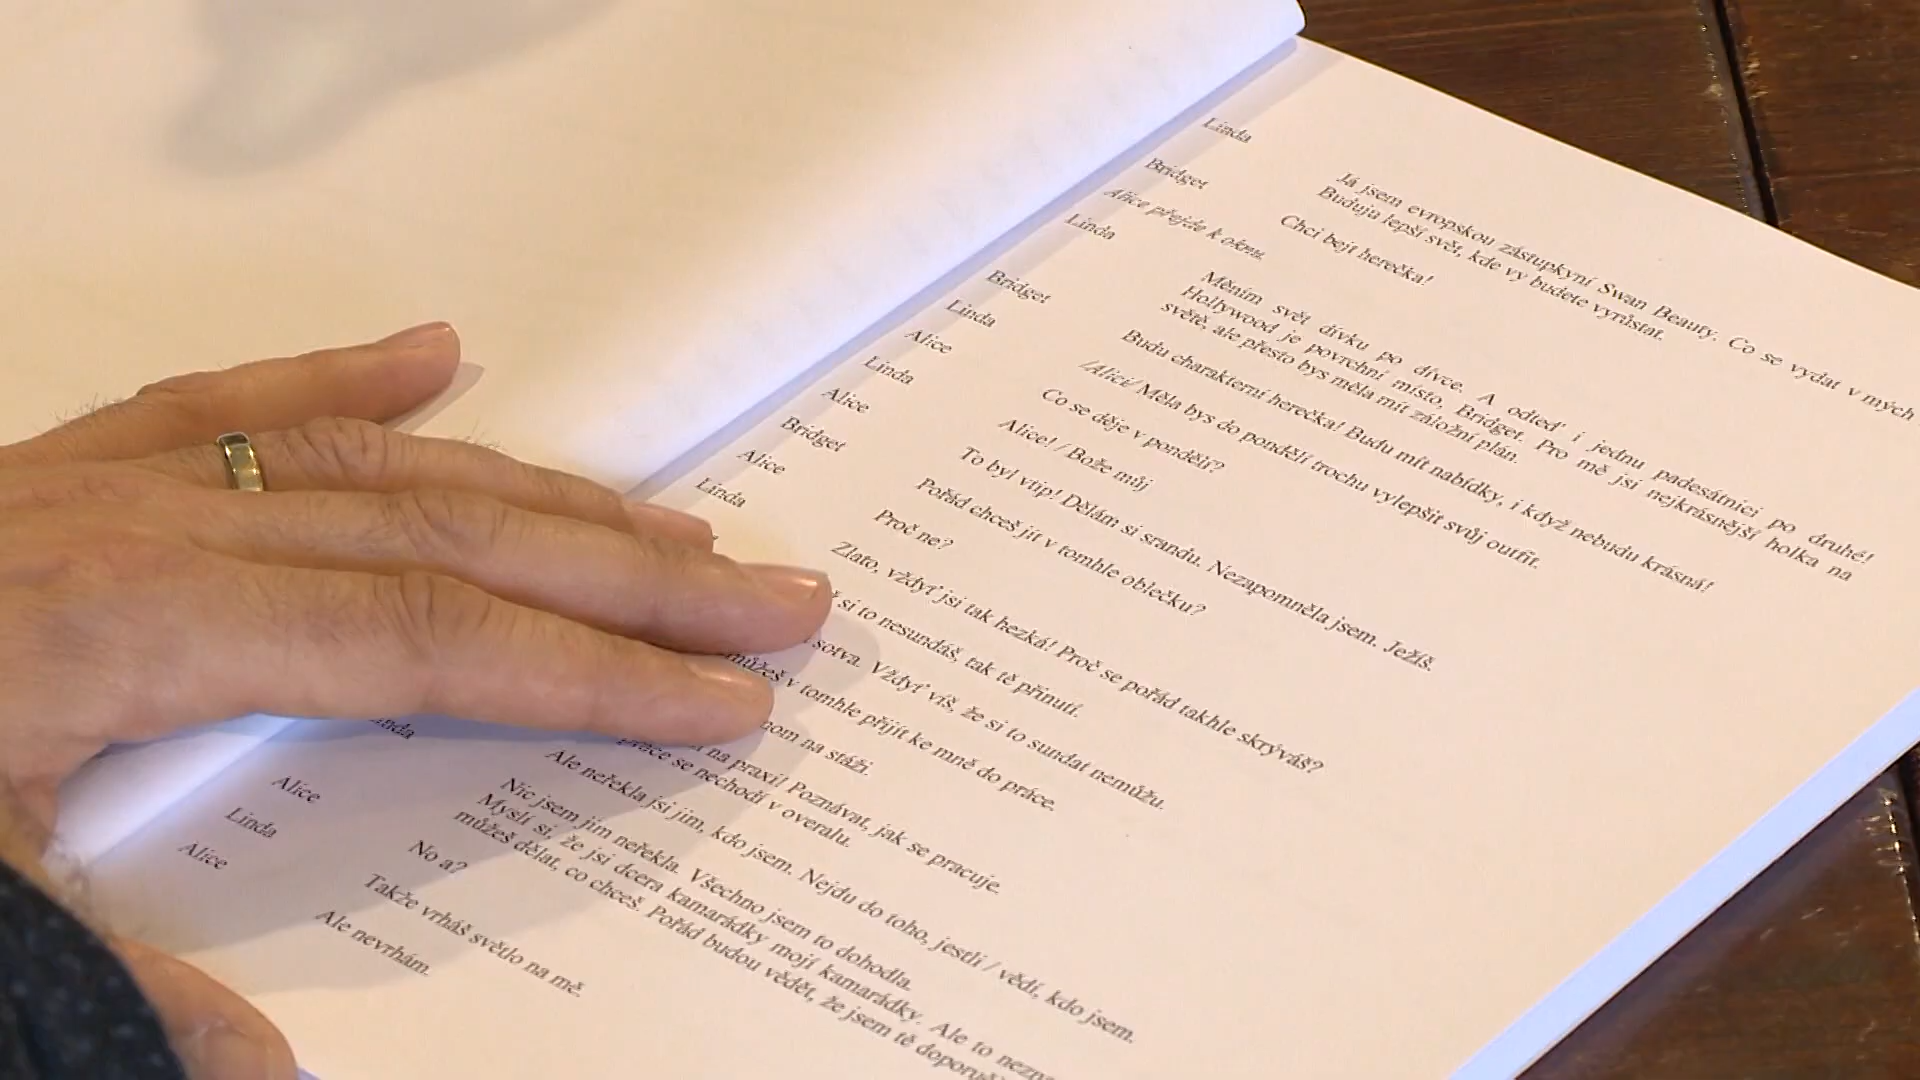 Linda Já jsem evropskou zástupkyní Swan Beauty. Co se vydat v mých
Buduju lepší svět, kde vy budete vyrůstat.
Bridget Chci bejt herečka!
Alice přejde k oknu.
Linda Měním svět dívku po dívce. A odteď i jednu padesátnici po druhé!
Hollywood je povrchní místo, Bridget. Pro mě jsi nejkrásnější holka na
světě, ale přesto bys měla mít záložní plán.
Bridget Budu charakterní herečka! Budu mít nabídky, i když nebudu krásná!
Linda /Alici/ Měla bys do pondělí trochu vylepšit svůj outfit.
Alice Co se děje v pondělí?
Linda Alice! / Bože můj
Alice To byl vtip! Dělám si srandu. Nezapomněla jsem. Ježíš.
Bridget Pořád chceš jít v tomhle oblečku?
Alice Proč ne?
Linda Zlato, vždyť jsi tak hezká! Proč se pořád takhle skrýváš?
si to nesundáš, tak tě přinutí.
sotva. Vždyť víš, že si to sundat nemůžu.
můžeš v tomhle přijít ke mně do práce.
nom na stáži.
Linda na praxi! Poznávat, jak se pracuje.
práce se nechodí v overalu.
Alice Ale neřekla jsi jim, kdo jsem. Nejdu do toho, jestli / vědí, kdo jsem.
Linda Nic jsem jim neřekla. Všechno jsem to dohodla.
Myslí si, že jsi dcera kamarádky mojí kamarádky. Ale to
můžeš dělat, co chceš. Pořád budou vědět, že jsem tě
Alice No a?
Takže vrháš světlo na mě.
Ale nevrhám.